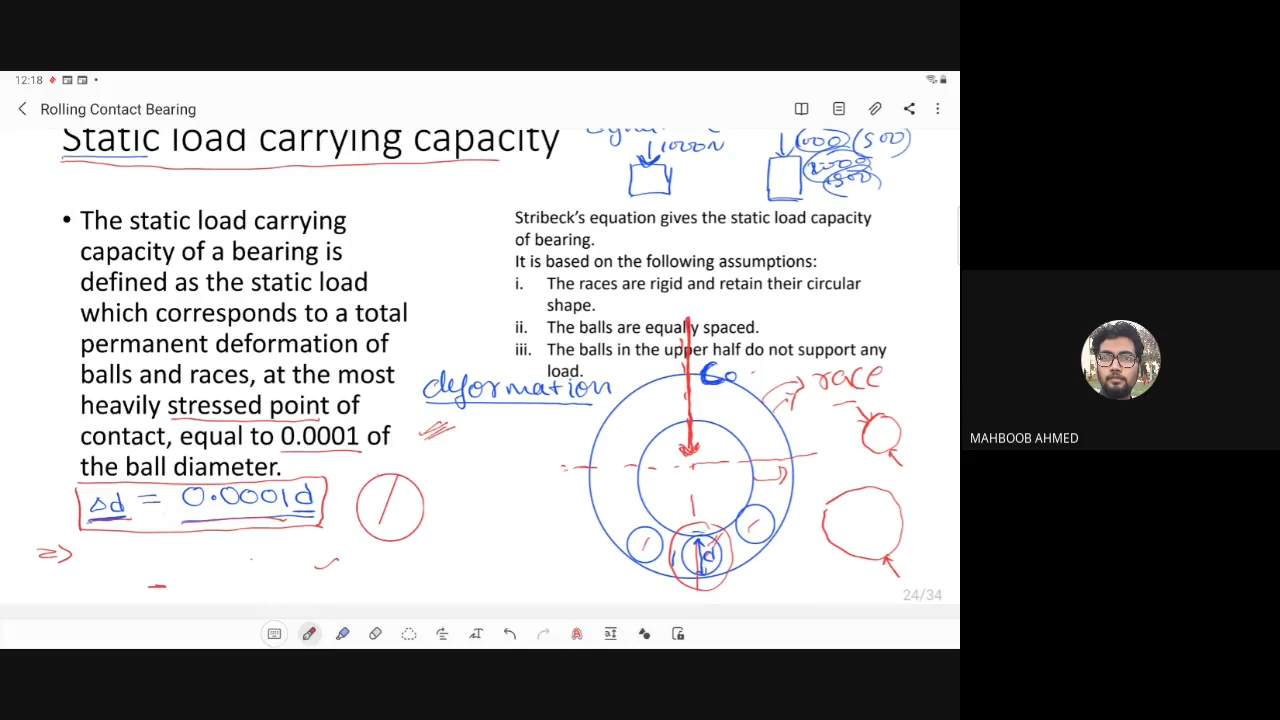 12:18
Rolling Contact Bearing
Static load carrying capacity
1000N
(500)
• The static load carrying
capacity of a bearing is
defined as the static load
which corresponds to a total
permanent deformation of
balls and races, at the most
heavily stressed point of
contact, equal to 0.0001 of
the ball diameter.
Δd = 0.0001d
Stribeck's equation gives the static load capacity
of bearing.
It is based on the following assumptions:
i. The races are rigid and retain their circular
shape.
ii. The balls are equally spaced.
iii. The balls in the upper half do not support any
load.
deformation
Co
race
d
24/34
MAHBOOB AHMED